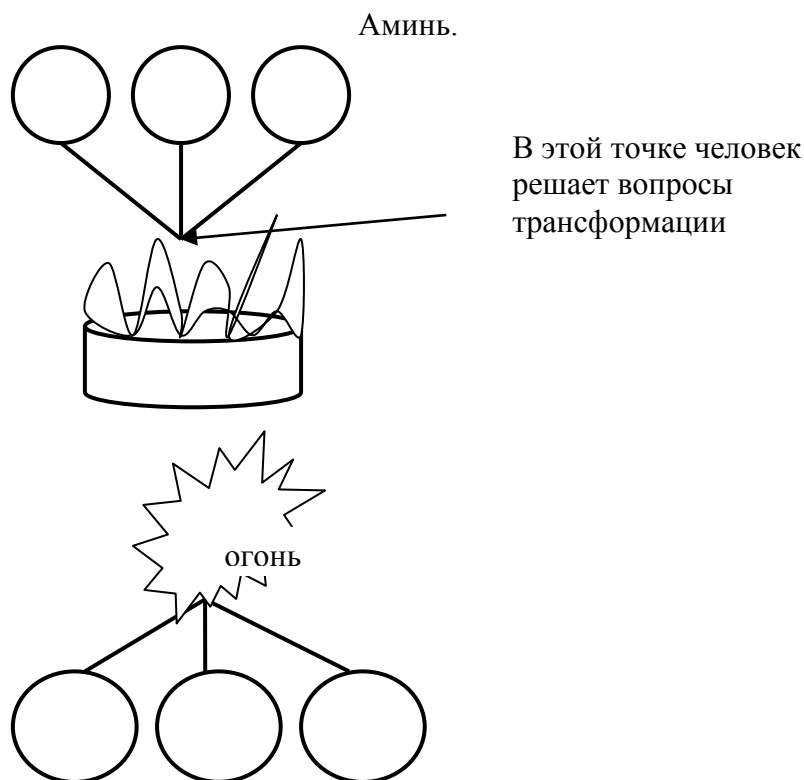 Аминь.
В этой точке человек
решает вопросы
трансформации
огонь